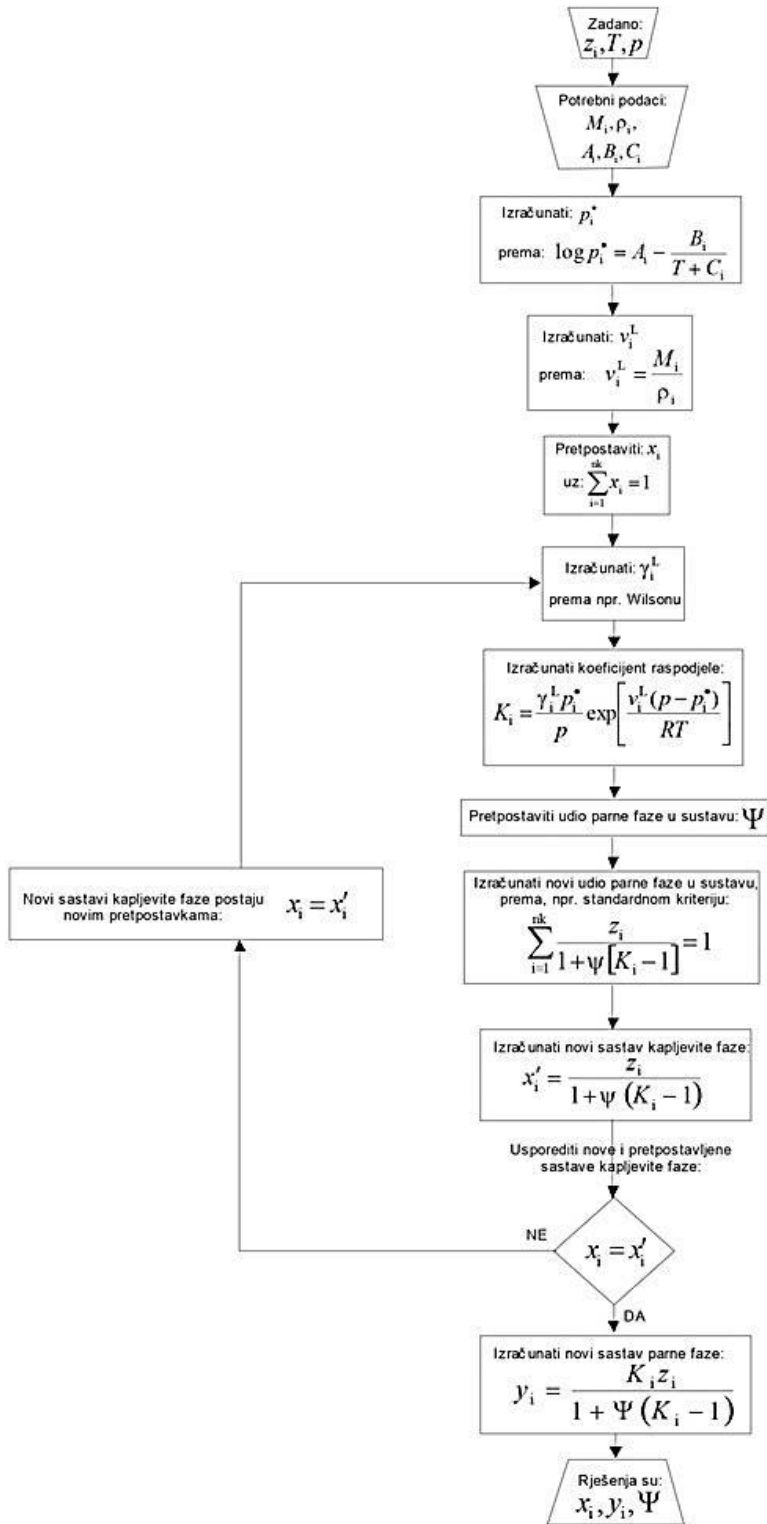 Zadano:
z_i, T, p
Potrebni podaci:
M_i, ρ_i,
A_i, B_i, C_i
Izračunati: p_i^•
prema: log p_i^• = A_i − B_i / (T + C_i)
Izračunati: v_i^L
prema: v_i^L = M_i / ρ_i
Pretpostaviti: x_i
uz: ∑_{i=1}^{nk} x_i = 1
Izračunati: γ_i^L
prema npr. Wilsonu
Izračunati koeficijent raspodjele:
K_i = (γ_i^L p_i^•) / p exp[v_i^L (p − p_i^•) / RT]
Pretpostaviti udio parne faze u sustavu: Ψ
Izračunati novi udio parne faze u sustavu,
prema, npr. standardnom kriteriju:
∑_{i=1}^{nk} z_i / (1 + ψ[K_i − 1]) = 1
Novi sastavi kapljevite faze postaju
novim pretpostavkama: x_i = x_i′
Izračunati novi sastav kapljevite faze:
x_i′ = z_i / (1 + ψ (K_i − 1))
Usporediti nove i pretpostavljene
sastave kapljevite faze:
NE
x_i = x_i′
DA
Izračunati novi sastav parne faze:
y_i = K_i z_i / (1 + Ψ (K_i − 1))
Rješenja su:
x_i, y_i, Ψ